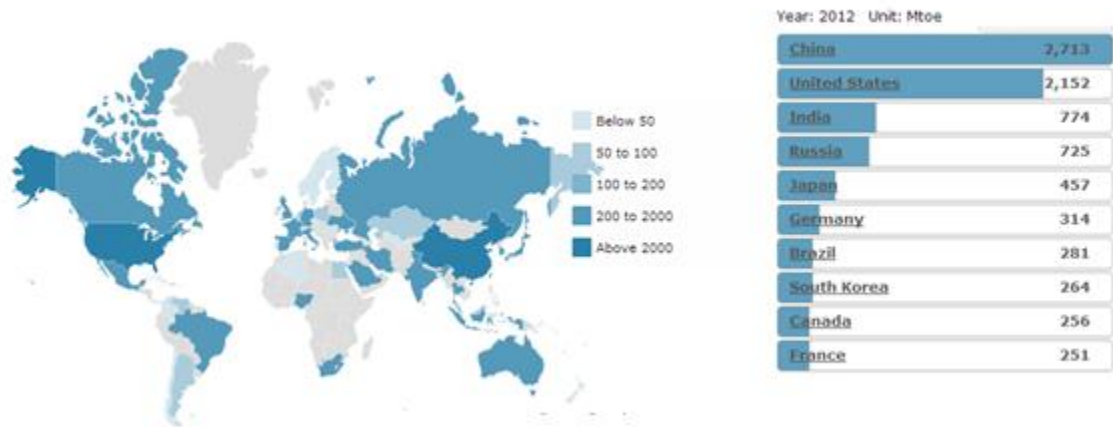 Year: 2012 Unit: Mtoe
China 2,713
United States 2,152
India 774
Russia 725
Japan 457
Germany 314
Brazil 281
South Korea 264
Canada 256
France 251
Below 50
50 to 100
100 to 200
200 to 2000
Above 2000